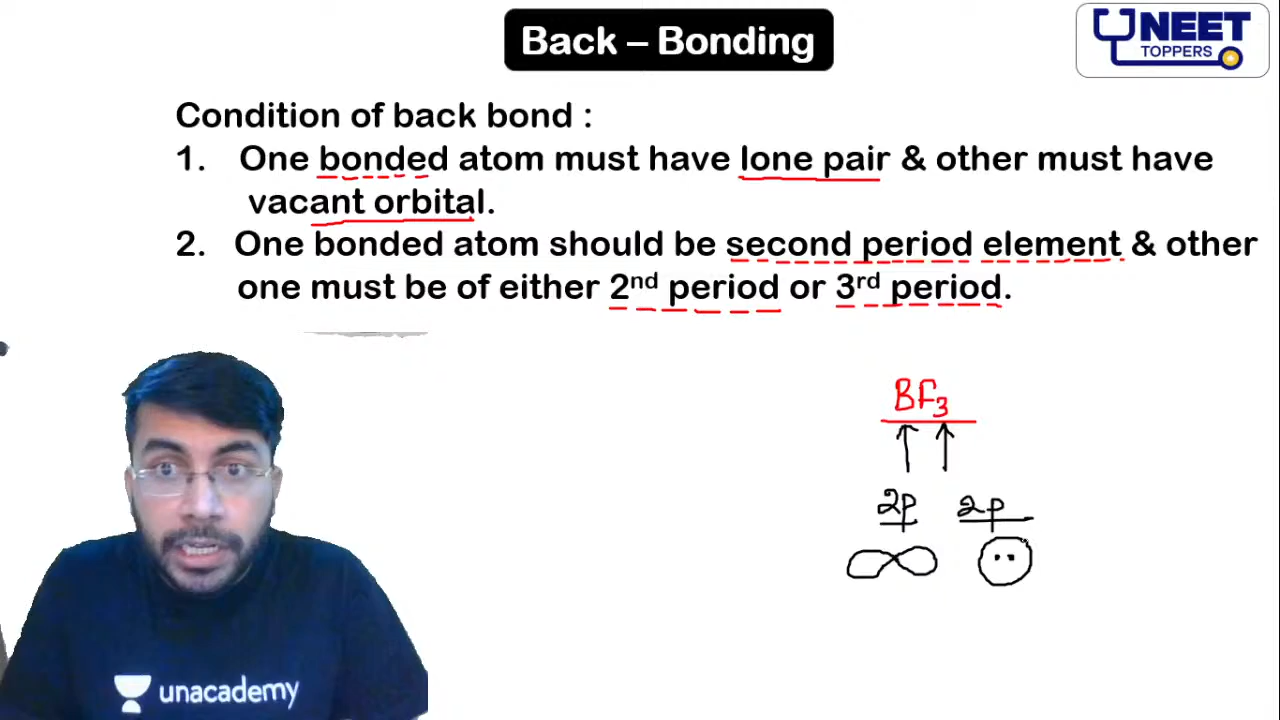 Back – Bonding
NEET
TOPPERS
Condition of back bond :
1. One bonded atom must have lone pair & other must have
vacant orbital.
2. One bonded atom should be second period element & other
one must be of either 2nd period or 3rd period.
BF3
2p 2p
unacademy